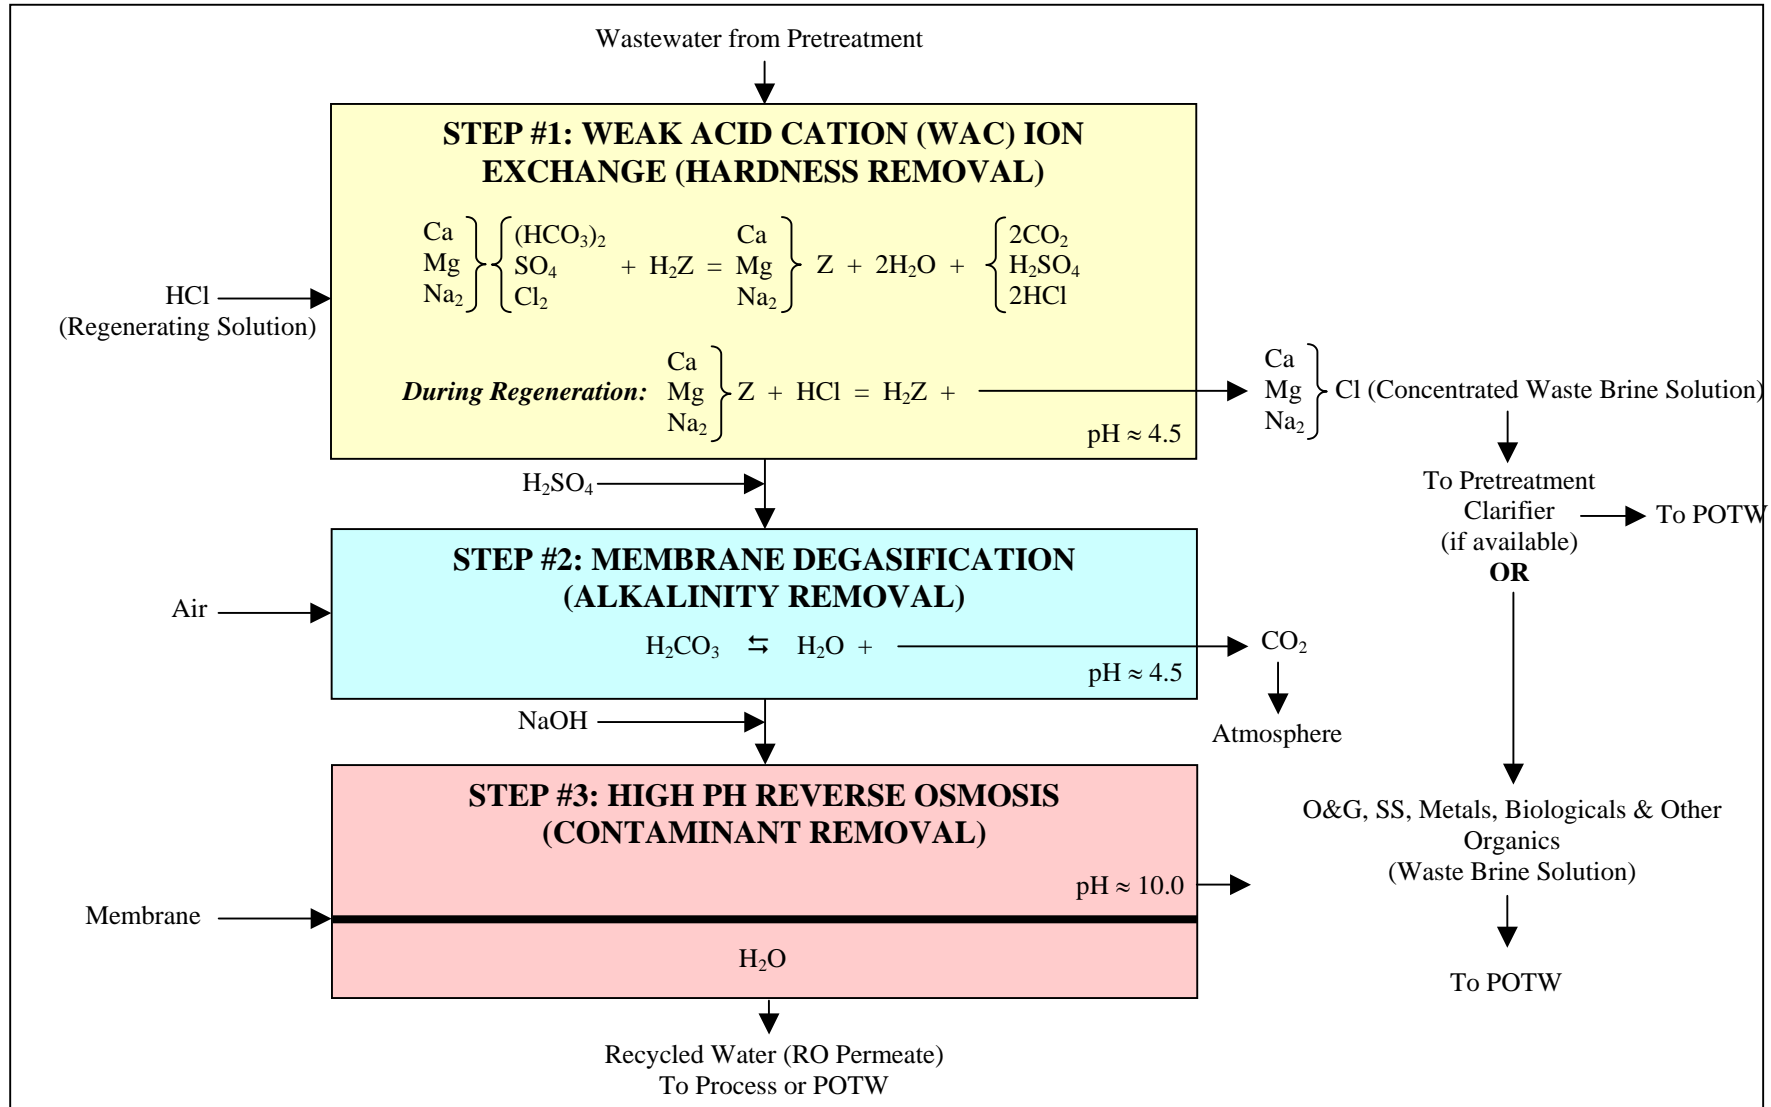 Wastewater from Pretreatment
STEP #1: WEAK ACID CATION (WAC) ION
EXCHANGE (HARDNESS REMOVAL)
Ca (HCO₃)₂ Ca 2CO₂
Mg SO₄ + H₂Z = Mg Z + 2H₂O + H₂SO₄
Na₂ Cl₂ Na₂ 2HCl
HCl
(Regenerating Solution)
Ca
During Regeneration: Mg Z + HCl = H₂Z +
Na₂
pH ≈ 4.5
Ca
Mg Cl (Concentrated Waste Brine Solution)
Na₂
H₂SO₄
To Pretreatment
Clarifier
(if available)
To POTW
OR
STEP #2: MEMBRANE DEGASIFICATION
(ALKALINITY REMOVAL)
Air
H₂CO₃ ⇆ H₂O +
CO₂
pH ≈ 4.5
Atmosphere
NaOH
STEP #3: HIGH PH REVERSE OSMOSIS
(CONTAMINANT REMOVAL)
pH ≈ 10.0
O&G, SS, Metals, Biologicals & Other
Organics
(Waste Brine Solution)
Membrane
H₂O
To POTW
Recycled Water (RO Permeate)
To Process or POTW